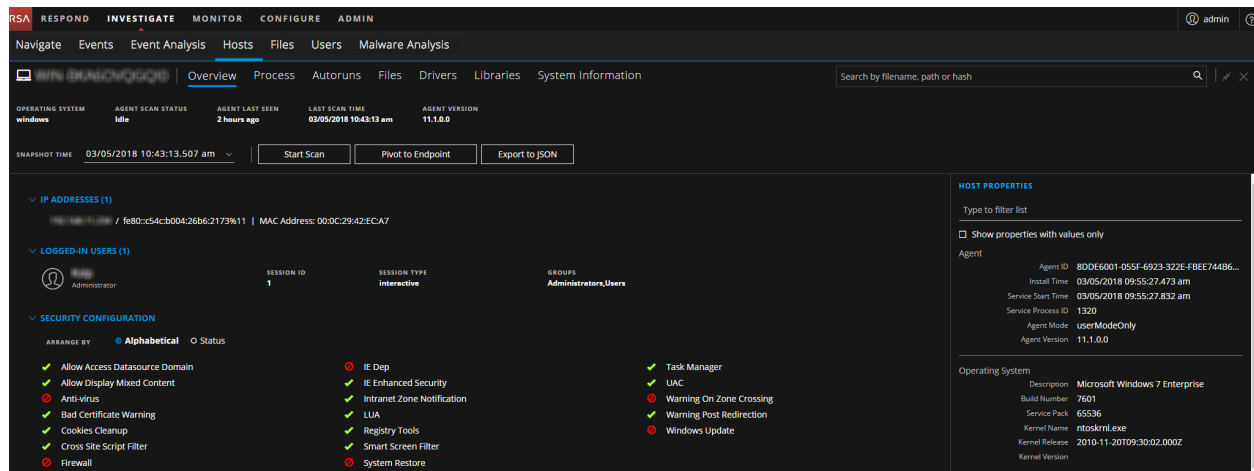 RSA RESPOND INVESTIGATE MONITOR CONFIGURE ADMIN admin
Navigate Events Event Analysis Hosts Files Users Malware Analysis
Overview Process Autoruns Files Drivers Libraries System Information Search by filename, path or hash
OPERATING SYSTEM AGENT SCAN STATUS AGENT LAST SEEN LAST SCAN TIME AGENT VERSION
windows Idle 2 hours ago 03/05/2018 10:43:13 am 11.1.0.0
SNAPSHOT TIME 03/05/2018 10:43:13.507 am Start Scan Pivot to Endpoint Export to JSON
IP ADDRESSES (1)
/ fe80::c54c:b004:26b6:2173%11 | MAC Address: 00:0C:29:42:EC:A7
LOGGED-IN USERS (1)
SESSION ID SESSION TYPE GROUPS
Administrator 1 interactive Administrators,Users
SECURITY CONFIGURATION
ARRANGE BY Alphabetical Status
Allow Access Datasource Domain IE Dep Task Manager
Allow Display Mixed Content IE Enhanced Security UAC
Anti-virus Intranet Zone Notification Warning On Zone Crossing
Bad Certificate Warning LUA Warning Post Redirection
Cookies Cleanup Registry Tools Windows Update
Cross Site Script Filter Smart Screen Filter
Firewall System Restore
HOST PROPERTIES
Type to filter list
Show properties with values only
Agent
Agent ID 8DDE6001-055F-6923-322E-FBEE744B6...
Install Time 03/05/2018 09:55:27.473 am
Service Start Time 03/05/2018 09:55:27.832 am
Service Process ID 1320
Agent Mode userModeOnly
Agent Version 11.1.0.0
Operating System
Description Microsoft Windows 7 Enterprise
Build Number 7601
Service Pack 65536
Kernel Name ntoskrnl.exe
Kernel Release 2010-11-20T09:30:02.000Z
Kernel Version